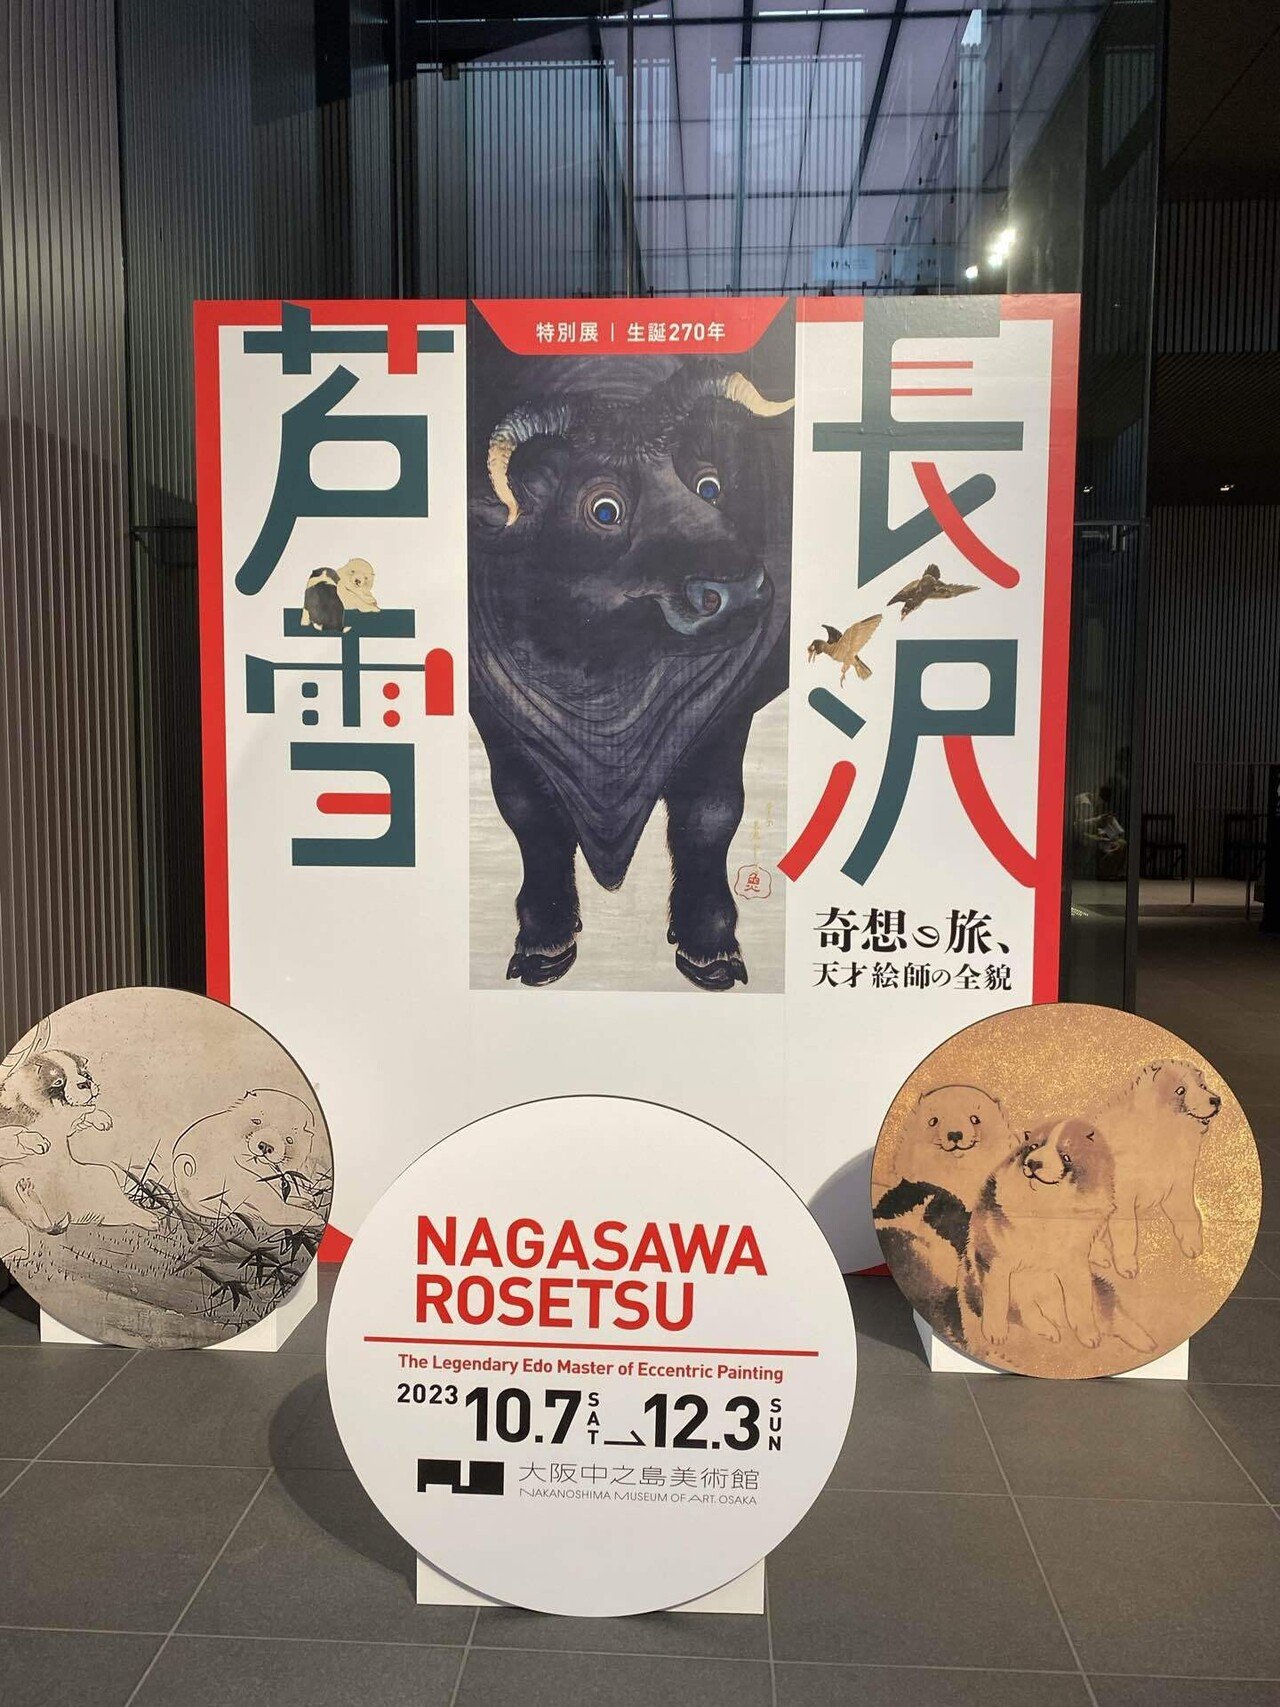 特別展 | 生誕270年
長沢
芦雪
奇想の旅、
天才絵師の全貌
NAGASAWA
ROSETSU
The Legendary Edo Master of Eccentric Painting
2023 10.7 SAT → 12.3 SUN
大阪中之島美術館
NAKANOSHIMA MUSEUM OF ART, OSAKA